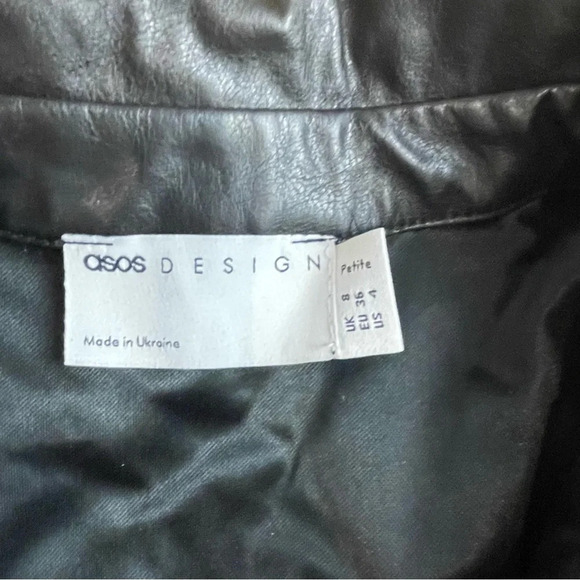 asos DESIGN
Made in Ukraine
Petite
UK 8
EU 36
US 4